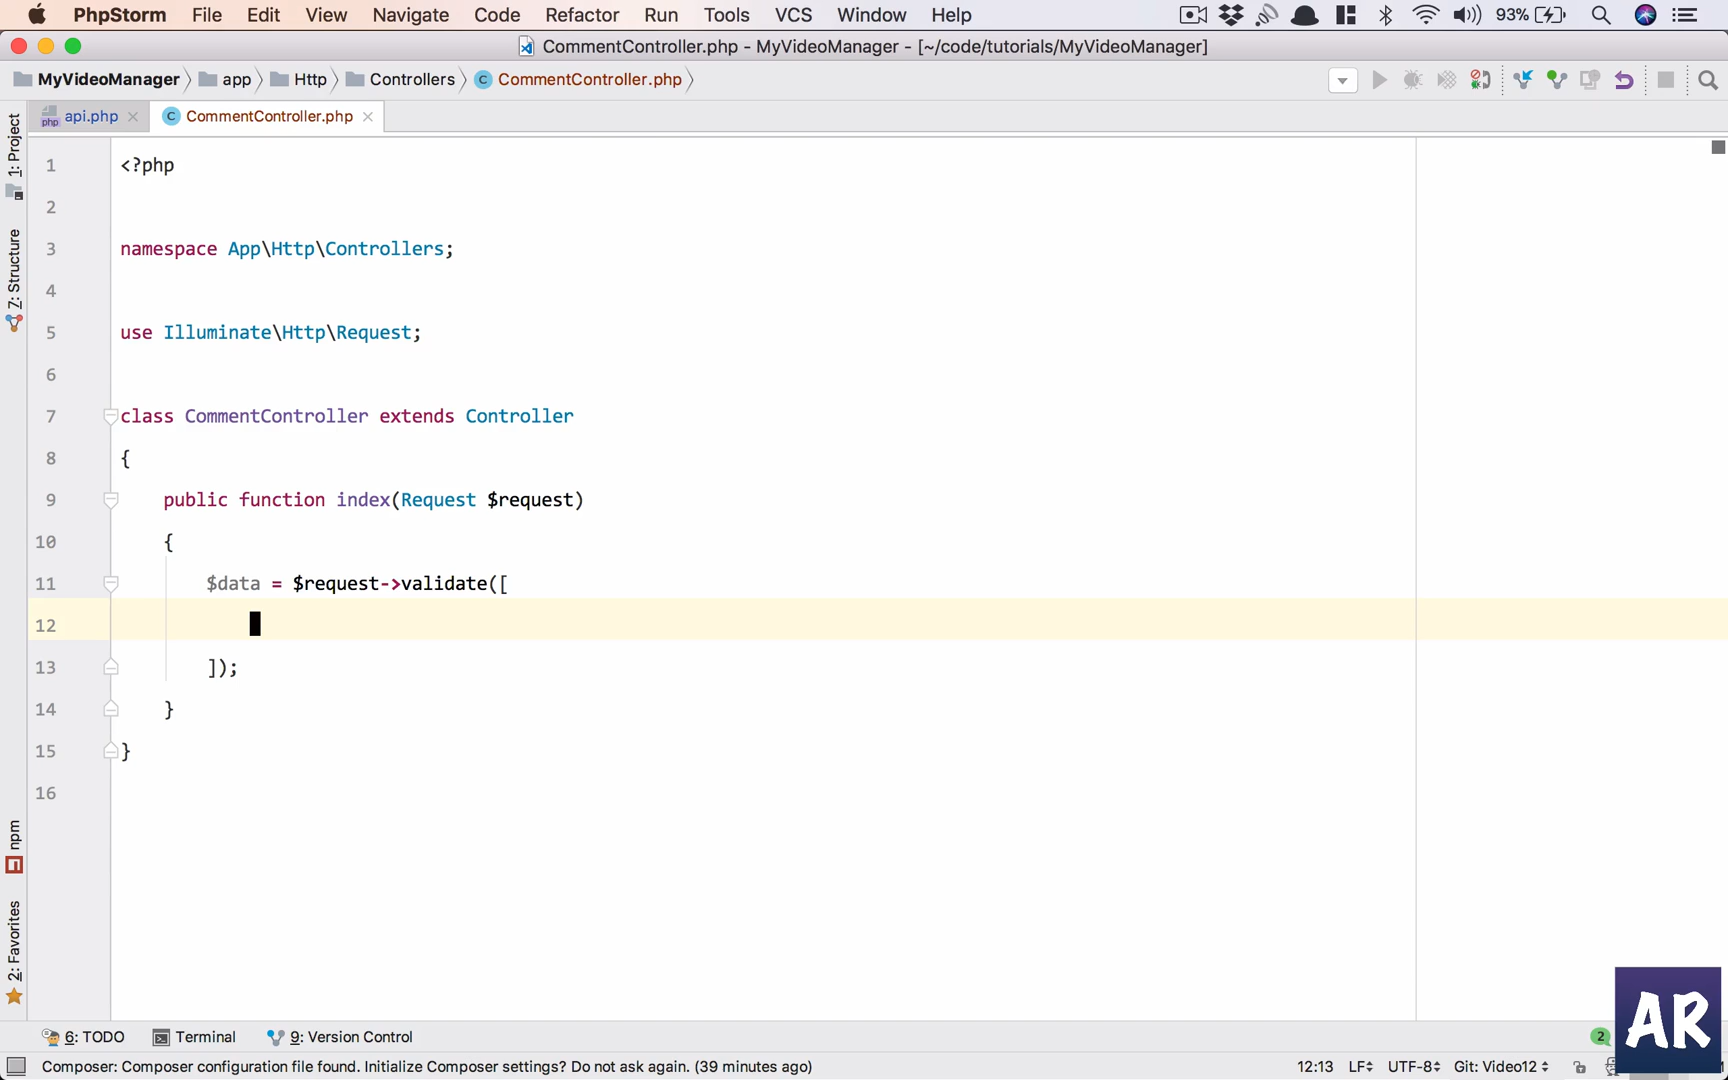 PhpStorm File Edit View Navigate Code Refactor Run Tools VCS Window Help 93%
CommentController.php - MyVideoManager - [~/code/tutorials/MyVideoManager]
MyVideoManager app Http Controllers C CommentController.php
php api.php C CommentController.php
1: Project
7: Structure
npm
2: Favorites
1 <?php
2
3 namespace App\Http\Controllers;
4
5 use Illuminate\Http\Request;
6
7 class CommentController extends Controller
8 {
9 public function index(Request $request)
10 {
11 $data = $request->validate([
12
13 ]);
14 }
15 }
16
6: TODO Terminal 9: Version Control 2
Composer: Composer configuration file found. Initialize Composer settings? Do not ask again. (39 minutes ago) 12:13 LF UTF-8 Git: Video12
AR